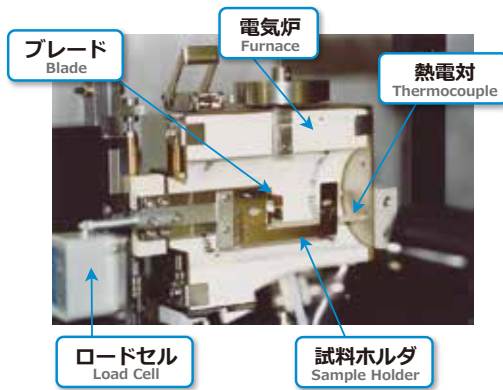 電気炉
Furnace
ブレード
Blade
熱電対
Thermocouple
ロードセル
Load Cell
試料ホルダ
Sample Holder